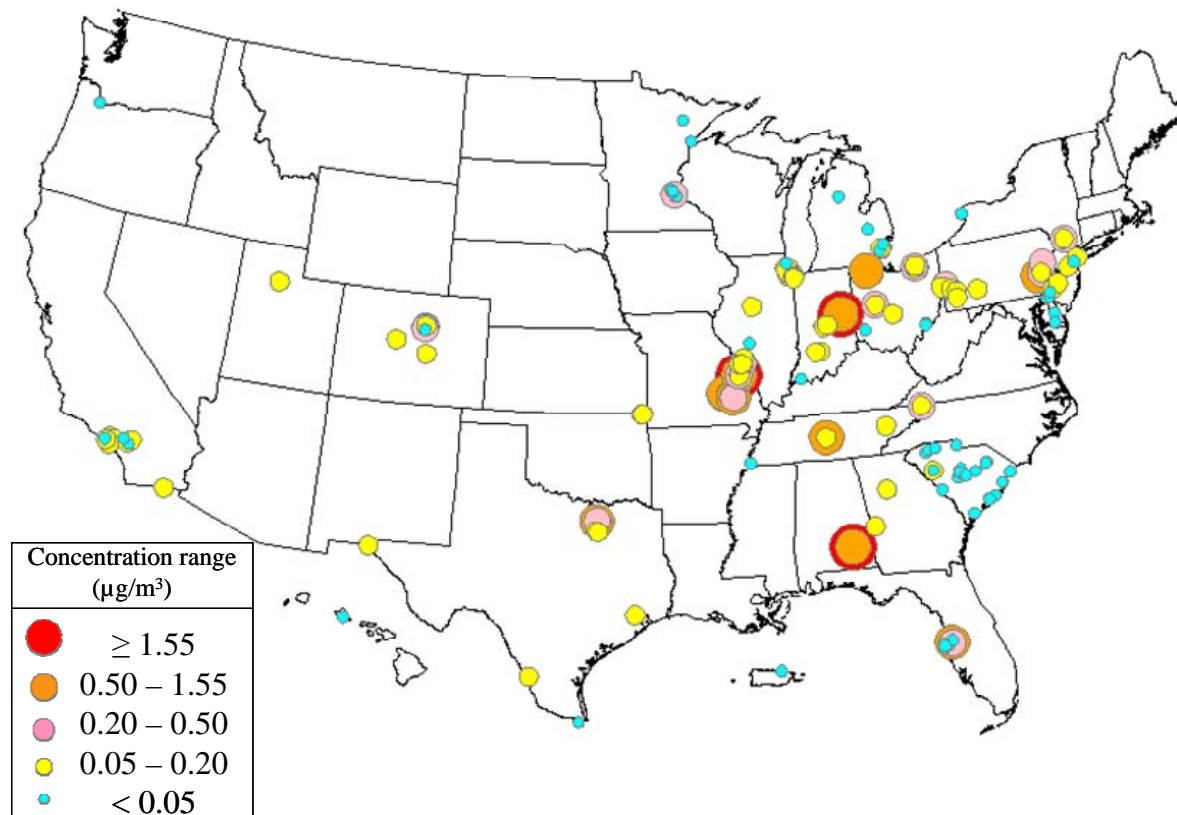 Concentration range
(µg/m³)
≥ 1.55
0.50 – 1.55
0.20 – 0.50
0.05 – 0.20
< 0.05